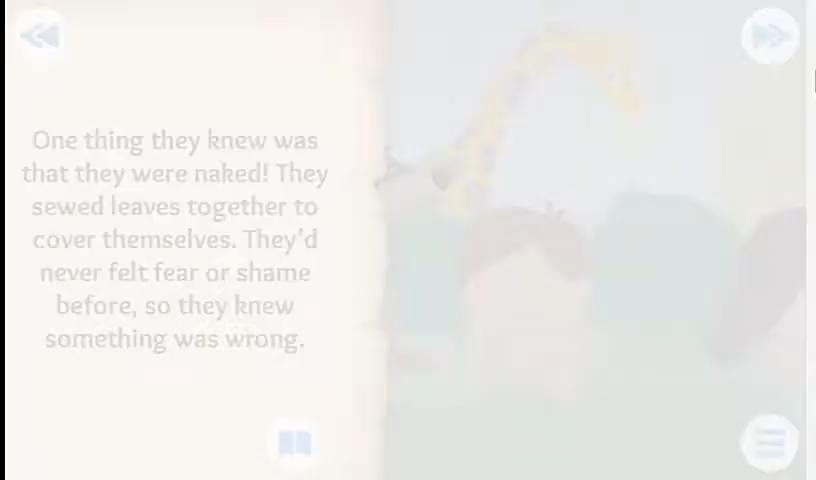 One thing they knew was
that they were naked! They
sewed leaves together to
cover themselves. They'd
never felt fear or shame
before, so they knew
something was wrong.